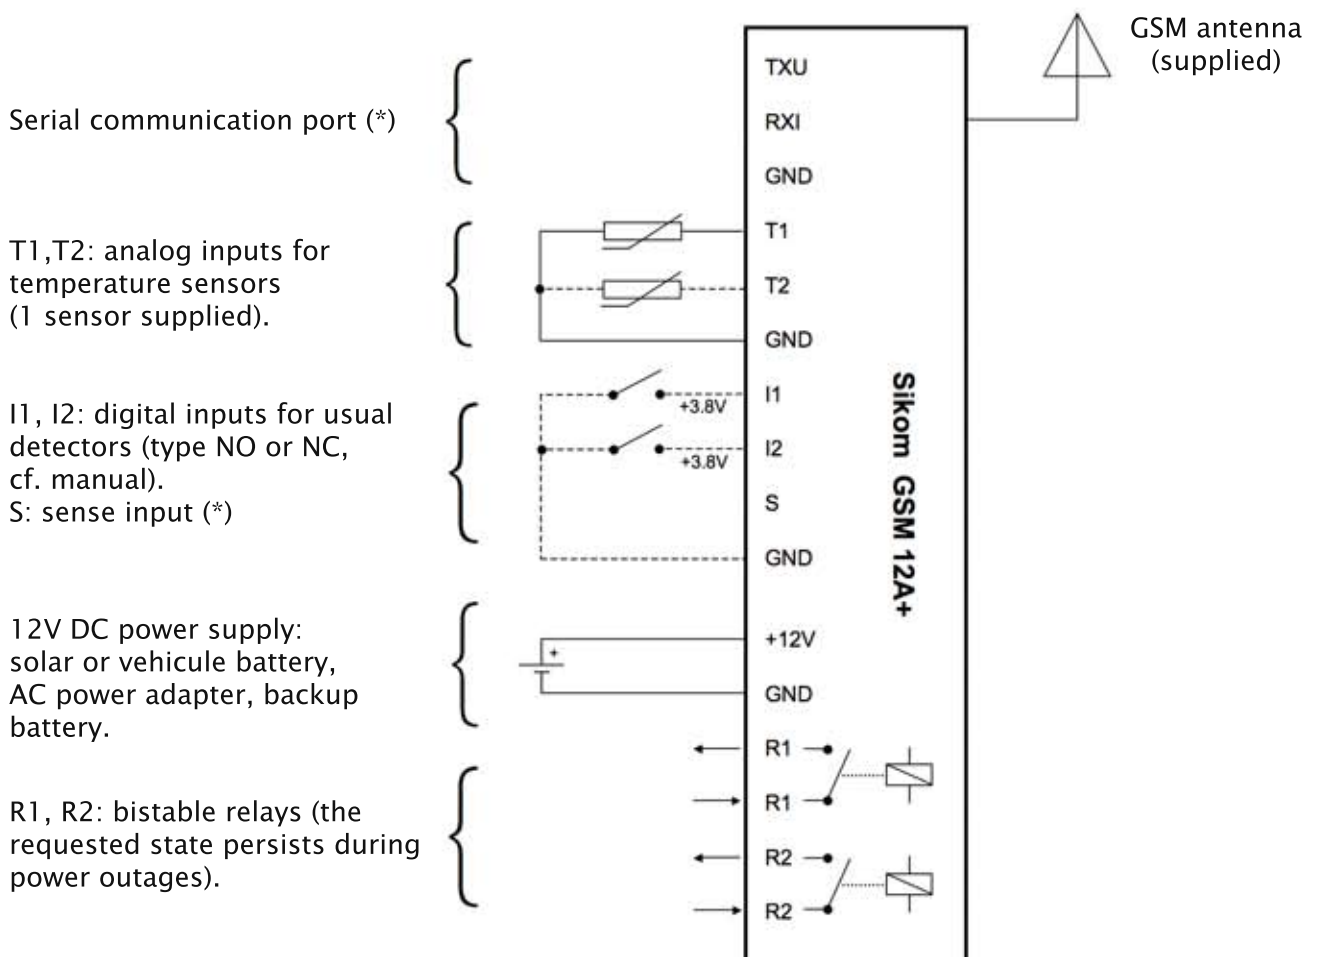 GSM antenna
(supplied)
TXU
Serial communication port (*)
RXI
GND
T1,T2: analog inputs for
temperature sensors
(1 sensor supplied).
T1
T2
GND
I1, I2: digital inputs for usual
detectors (type NO or NC,
cf. manual).
S: sense input (*)
I1
+3.8V
I2
+3.8V
S
GND
Sikom GSM 12A+
12V DC power supply:
solar or vehicule battery,
AC power adapter, backup
battery.
+
+12V
GND
R1, R2: bistable relays (the
requested state persists during
power outages).
R1
R1
R2
R2